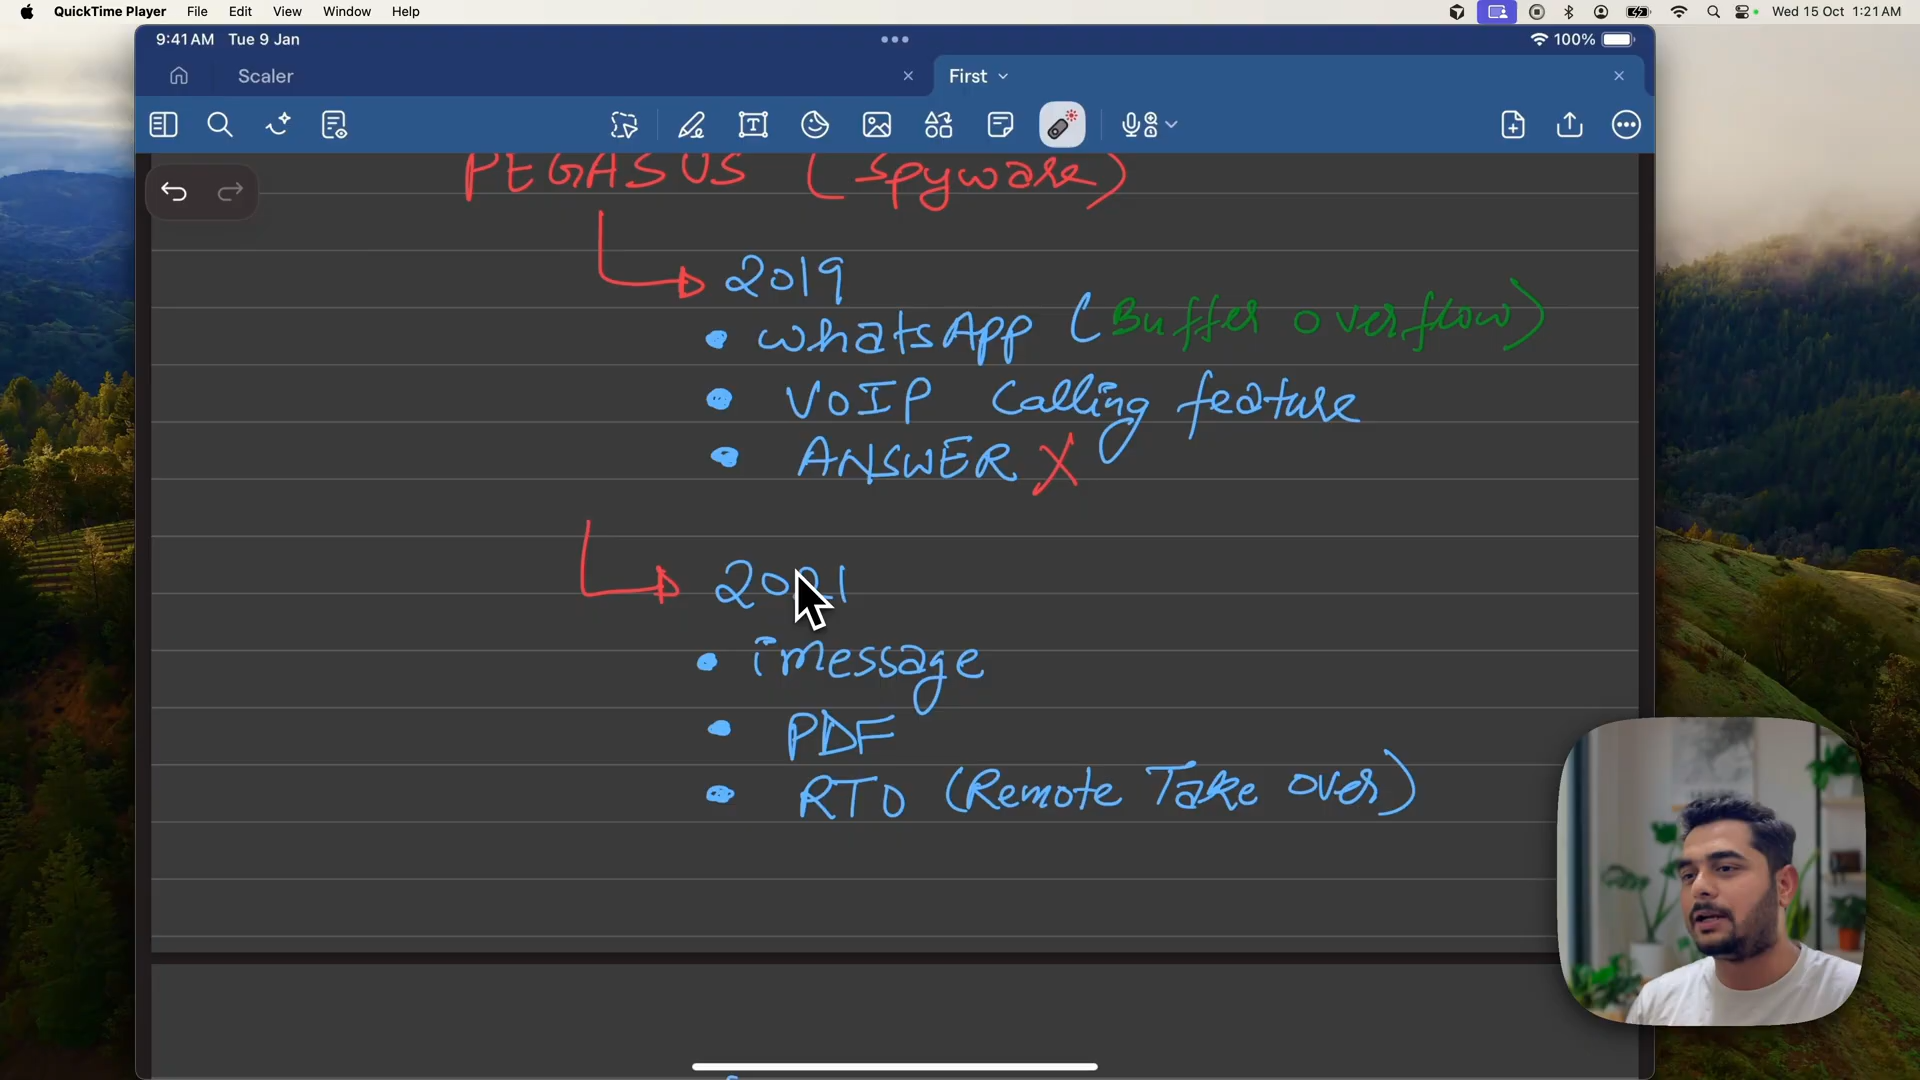 QuickTime Player File Edit View Window Help Wed 15 Oct 1:21 AM
9:41 AM Tue 9 Jan 100%
Scaler First
PEGASUS (spyware)
2019
• whatsApp (Buffer overflow)
• VOIP Calling feature
• ANSWER X
2021
• imessage
• PDF
• RTO (Remote Take over)